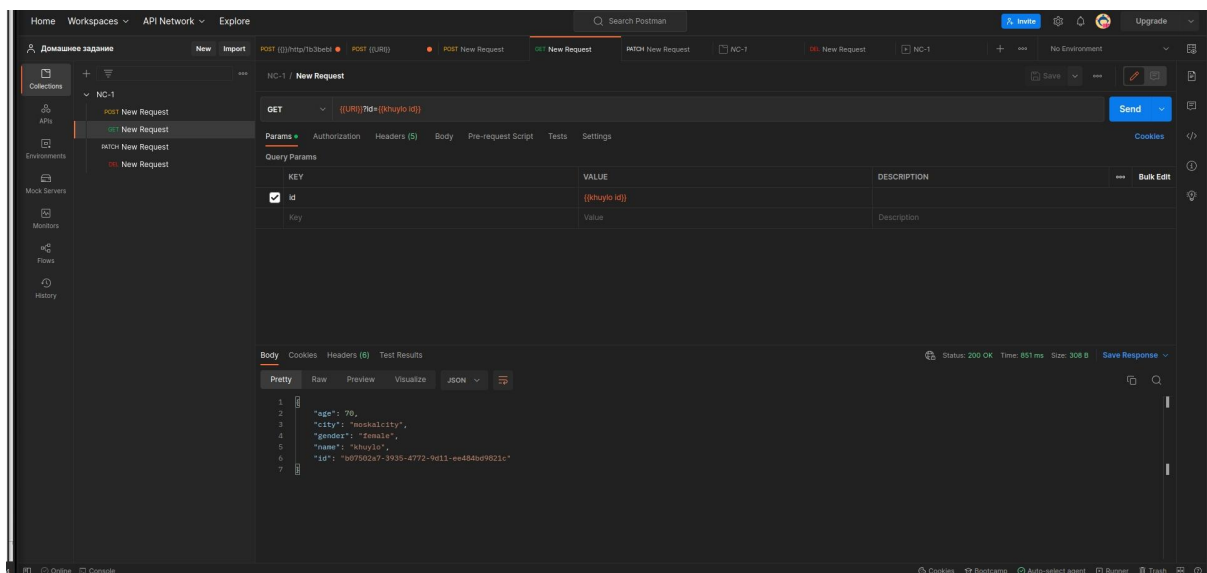 Home Workspaces API Network Explore Search Postman Invite Upgrade
Домашнее задание New Import POST {{}}/http/1b3bebl POST {{URI}} POST New Request GET New Request PATCH New Request NC-1 DEL New Request NC-1 No Environment
Collections
APIs
Environments
Mock Servers
Monitors
Flows
History
NC-1
POST New Request
GET New Request
PATCH New Request
DEL New Request
NC-1 / New Request Save
GET {{URI}}?id={{khuylo id}} Send
Params Authorization Headers (5) Body Pre-request Script Tests Settings Cookies
Query Params
KEY VALUE DESCRIPTION Bulk Edit
id {{khuylo id}}
Key Value Description
Body Cookies Headers (6) Test Results Status: 200 OK Time: 851 ms Size: 308 B Save Response
Pretty Raw Preview Visualize JSON
1 {
2 "age": 70,
3 "city": "moskalcity",
4 "gender": "female",
5 "name": "khuylo",
6 "id": "b07502a7-3935-4772-9d11-ee484bd9821c"
7 }
Online Console Cookies Bootcamp Auto-select agent Runner Trash